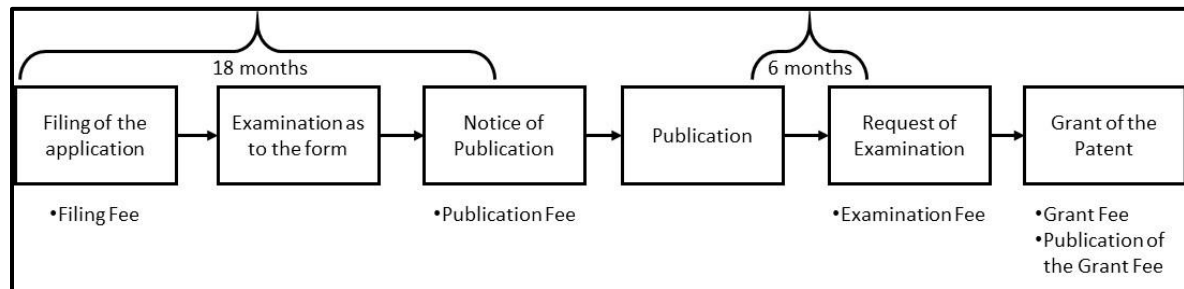 18 months
6 months
Filing of the
application
Examination as
to the form
Notice of
Publication
Publication
Request of
Examination
Grant of the
Patent
•Filing Fee
•Publication Fee
•Examination Fee
•Grant Fee
•Publication of
the Grant Fee